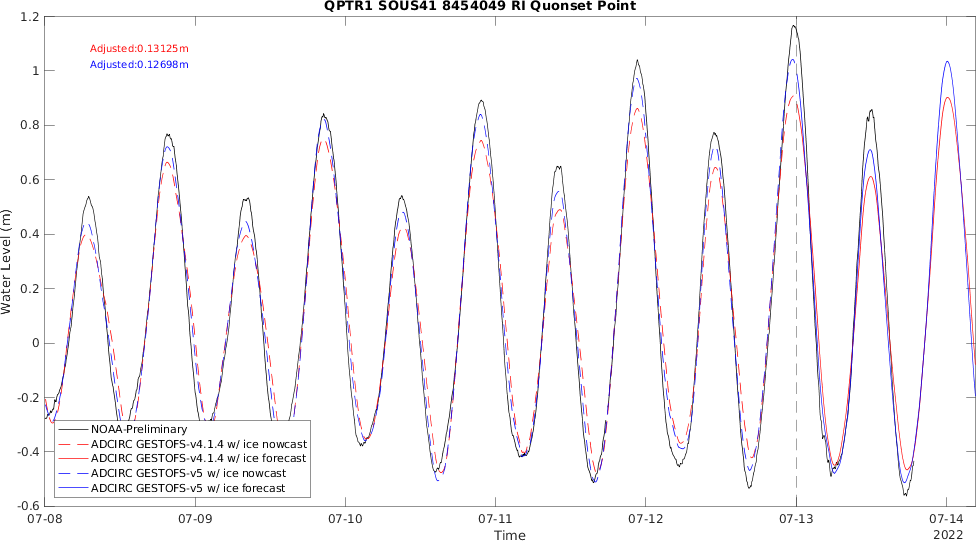 QPTR1 SOUS41 8454049 RI Quonset Point
Adjusted:0.13125m
Adjusted:0.12698m
Water Level (m)
1.2
1
0.8
0.6
0.4
0.2
0
-0.2
-0.4
-0.6
NOAA-Preliminary
ADCIRC GESTOFS-v4.1.4 w/ ice nowcast
ADCIRC GESTOFS-v4.1.4 w/ ice forecast
ADCIRC GESTOFS-v5 w/ ice nowcast
ADCIRC GESTOFS-v5 w/ ice forecast
07-08 07-09 07-10 07-11 07-12 07-13 07-14
Time
2022